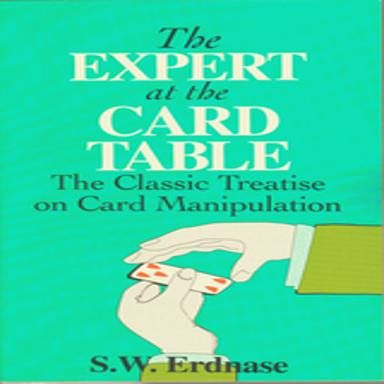 The
EXPERT
at the
CARD
TABLE
The Classic Treatise
on Card Manipulation
S.W. Erdnase